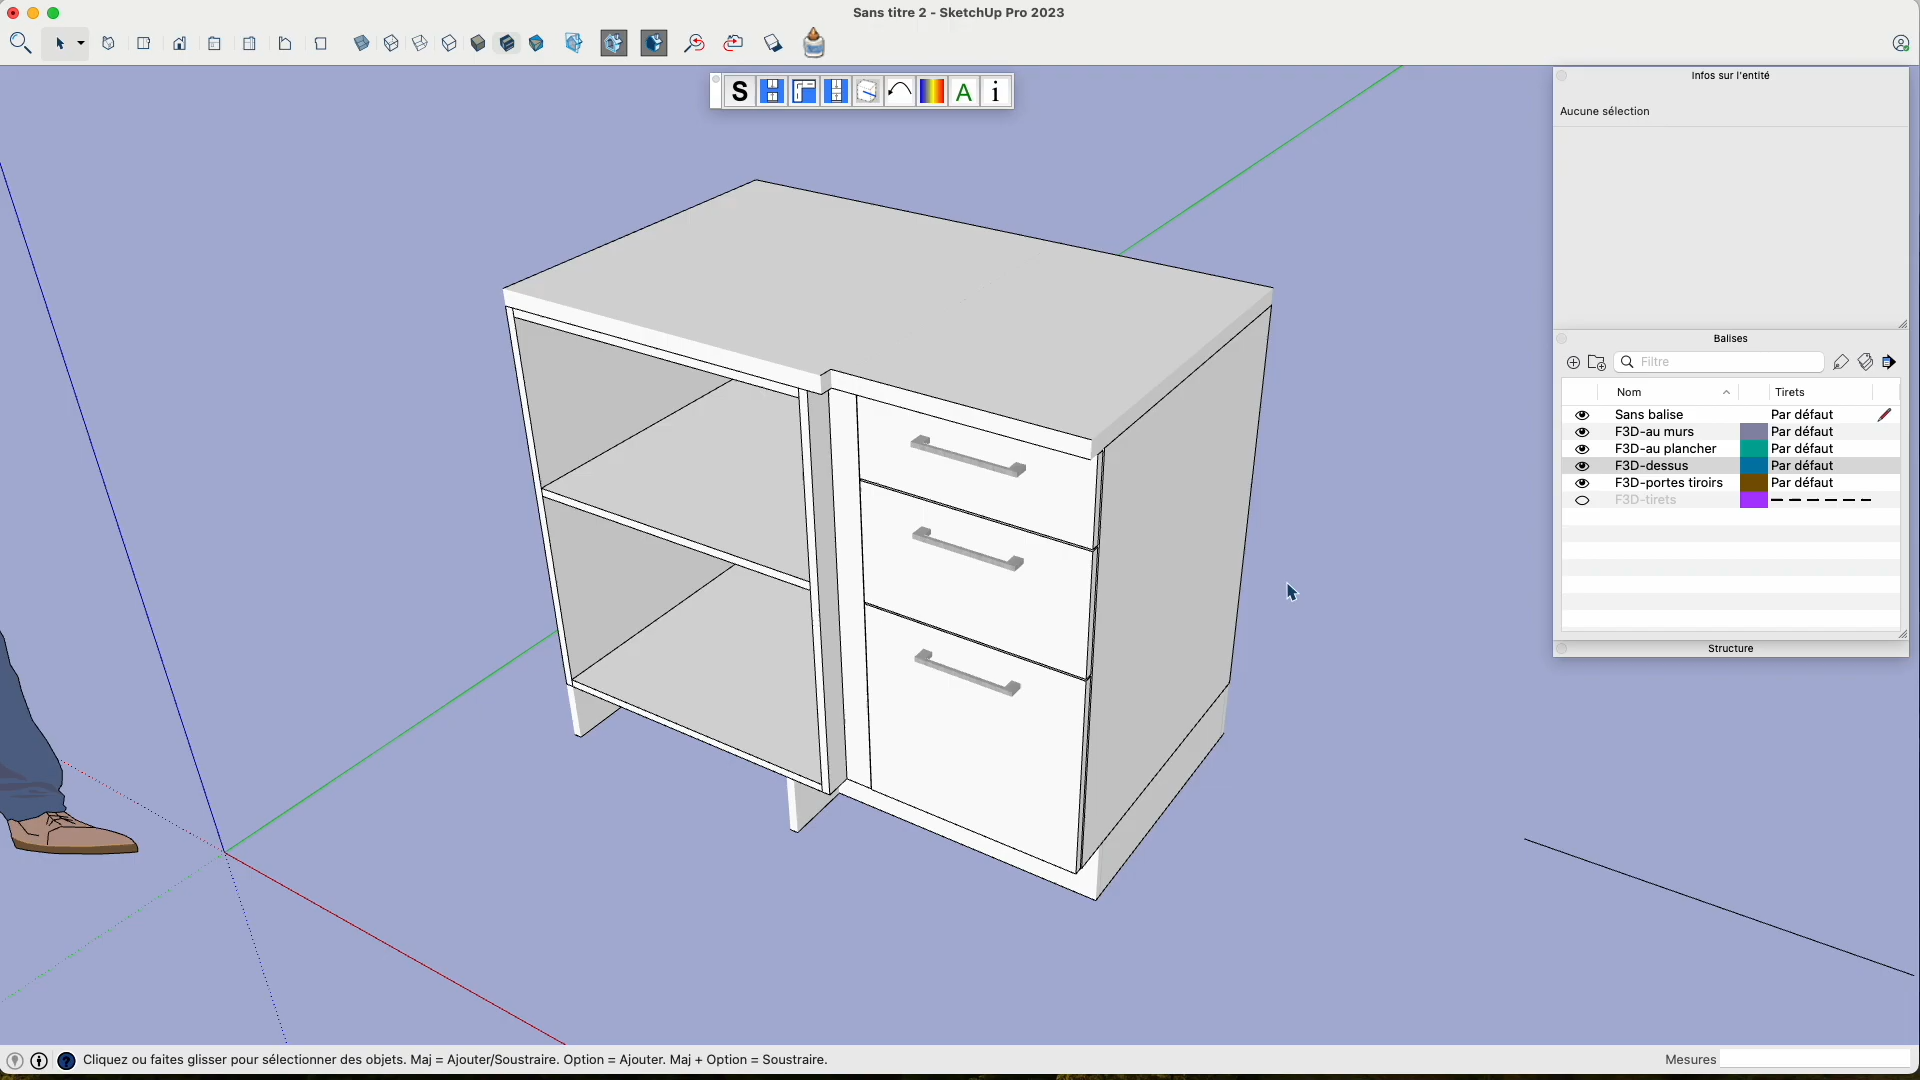 Sans titre 2 - SketchUp Pro 2023
S
A
i
Infos sur l'entité
Aucune sélection
Balises
Filtre
Nom
Tirets
Sans balise
Par défaut
F3D-au murs
Par défaut
F3D-au plancher
Par défaut
F3D-dessus
Par défaut
F3D-portes tiroirs
Par défaut
F3D-tirets
Structure
Cliquez ou faites glisser pour sélectionner des objets. Maj = Ajouter/Soustraire. Option = Ajouter. Maj + Option = Soustraire.
Mesures